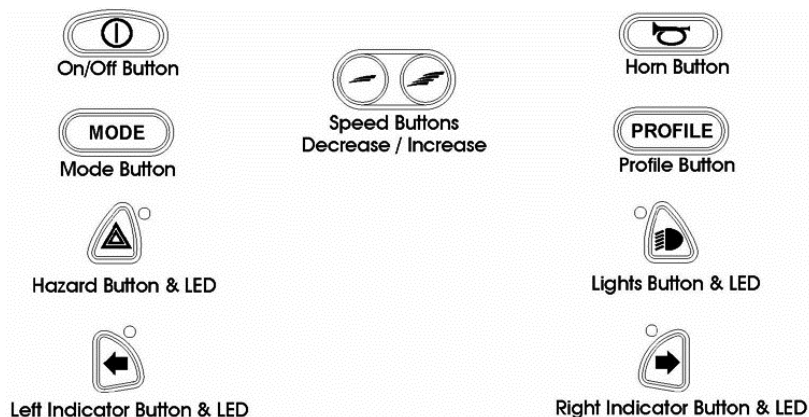 On/Off Button
Horn Button
Speed Buttons
Decrease / Increase
MODE
Mode Button
PROFILE
Profile Button
Hazard Button & LED
Lights Button & LED
Left Indicator Button & LED
Right Indicator Button & LED